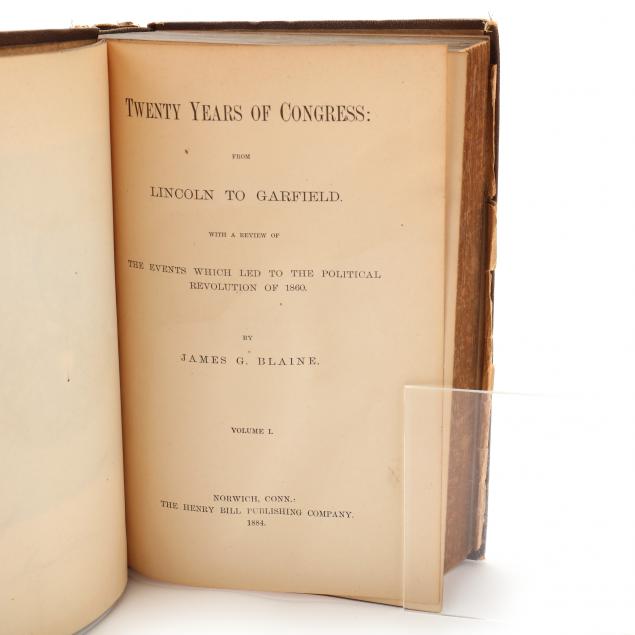 TWENTY YEARS OF CONGRESS:
FROM
LINCOLN TO GARFIELD.
WITH A REVIEW OF
THE EVENTS WHICH LED TO THE POLITICAL
REVOLUTION OF 1860.
BY
JAMES G. BLAINE.
VOLUME I.
NORWICH, CONN.:
THE HENRY BILL PUBLISHING COMPANY.
1884.